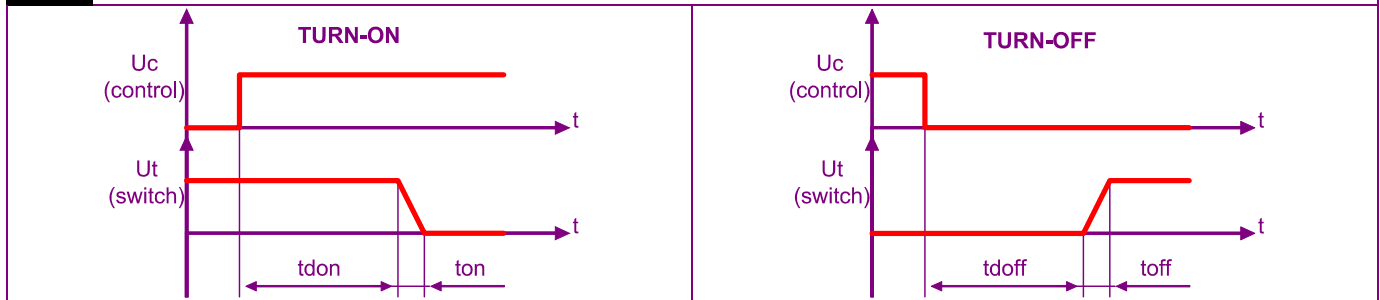 TURN-ON
Uc
(control)
t
Ut
(switch)
t
tdon
ton
TURN-OFF
Uc
(control)
t
Ut
(switch)
t
tdoff
toff